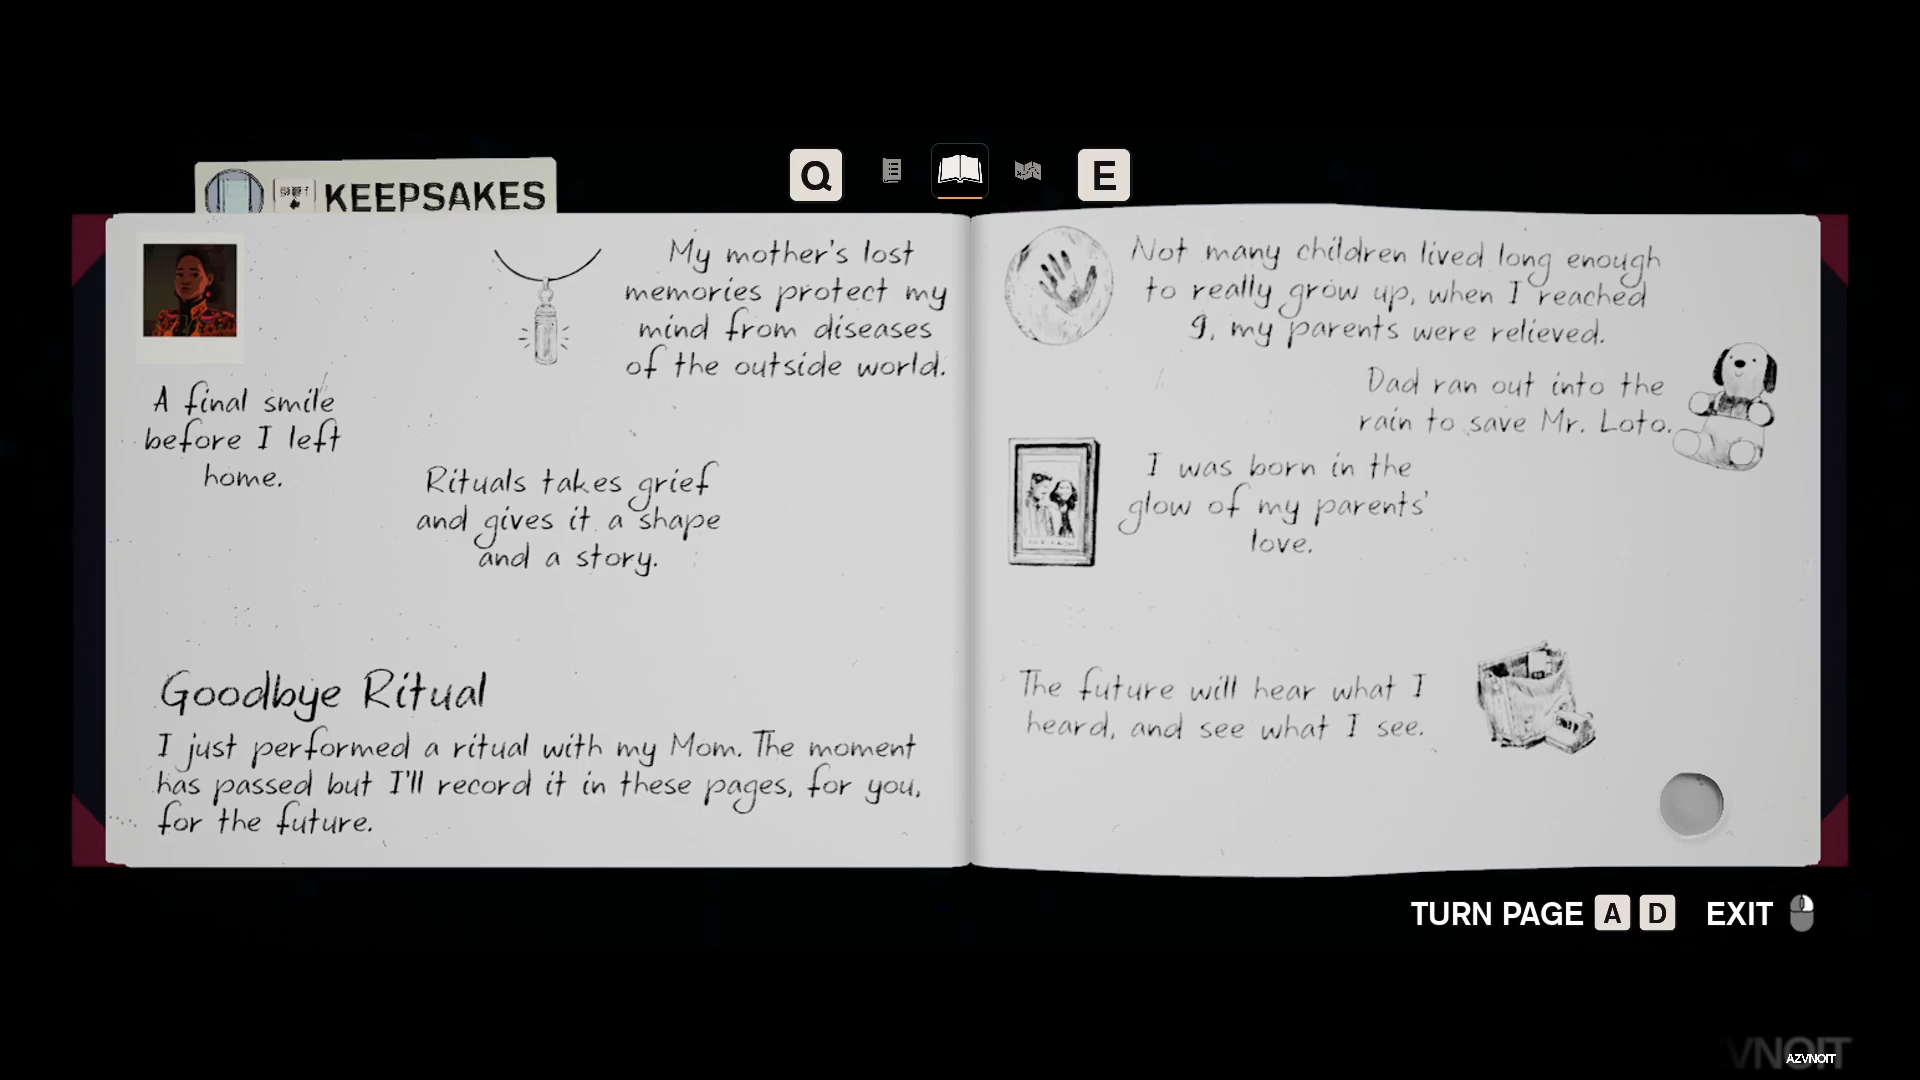 KEEPSAKES
Q
E
My mother's lost
memories protect my
mind from diseases
of the outside world.
A final smile
before I left
home.
Rituals takes grief
and gives it a shape
and a story.
Goodbye Ritual
I just performed a ritual with my Mom. The moment
has passed but I'll record it in these pages, for you,
for the future.
Not many children lived long enough
to really grow up, when I reached
9, my parents were relieved.
Dad ran out into the
rain to save Mr. Loto.
I was born in the
glow of my parents'
love.
The future will hear what I
heard, and see what I see.
TURN PAGE A D EXIT
AZVNOIT